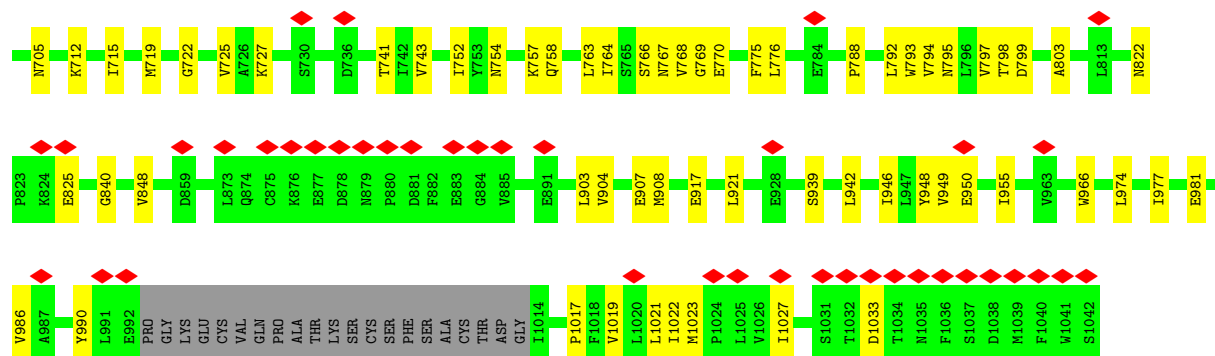 N705 K712 I715 M719 G722 V725 A726 K727 S730 D736 T741 I742 V743 I752 Y753 N754 K757 Q758 L763 I764 S765 S766 N767 V768 G769 E770 F775 L776 E784 P788 L792 W793 V794 N795 L796 V797 T798 D799 A803 L813 N822
P823 K824 E825 G840 V848 D859 L873 Q874 C875 K876 E877 D878 N879 P880 D881 F882 E883 G884 V885 E891 L903 V904 E907 M908 E917 L921 E928 S939 L942 I946 L947 Y948 V949 E950 I955 V963 W966 L974 I977 E981
V986 A987 Y990 L991 E992 PRO GLY LYS GLU CYS VAL GLN PRO ALA THR LYS SER CYS SER PHE SER ALA CYS THR ASP GLY I1014 P1017 F1018 V1019 L1020 L1021 I1022 M1023 P1024 L1025 V1026 I1027 S1031 T1032 D1033 T1034 N1035 F1036 S1037 D1038 M1039 F1040 W1041 S1042